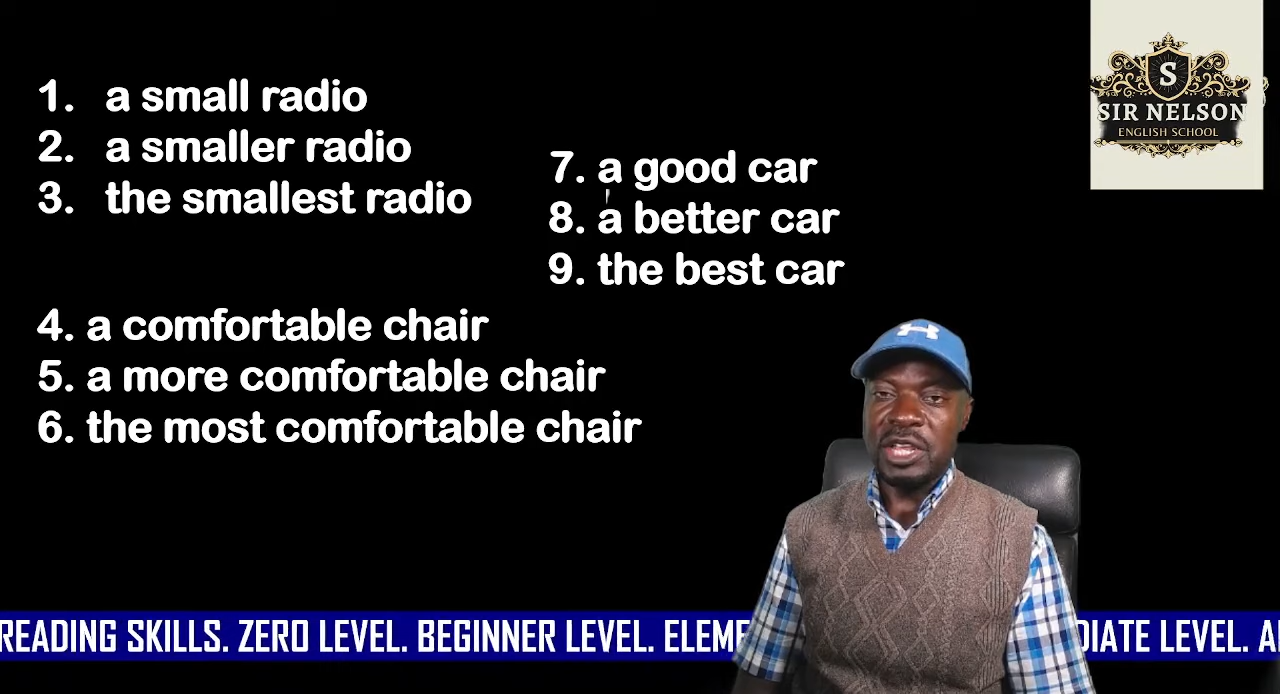 1. a small radio
2. a smaller radio
3. the smallest radio
4. a comfortable chair
5. a more comfortable chair
6. the most comfortable chair
7. a good car
8. a better car
9. the best car
S
SIR NELSON
ENGLISH SCHOOL
READING SKILLS. ZERO LEVEL. BEGINNER LEVEL.
LEVEL.